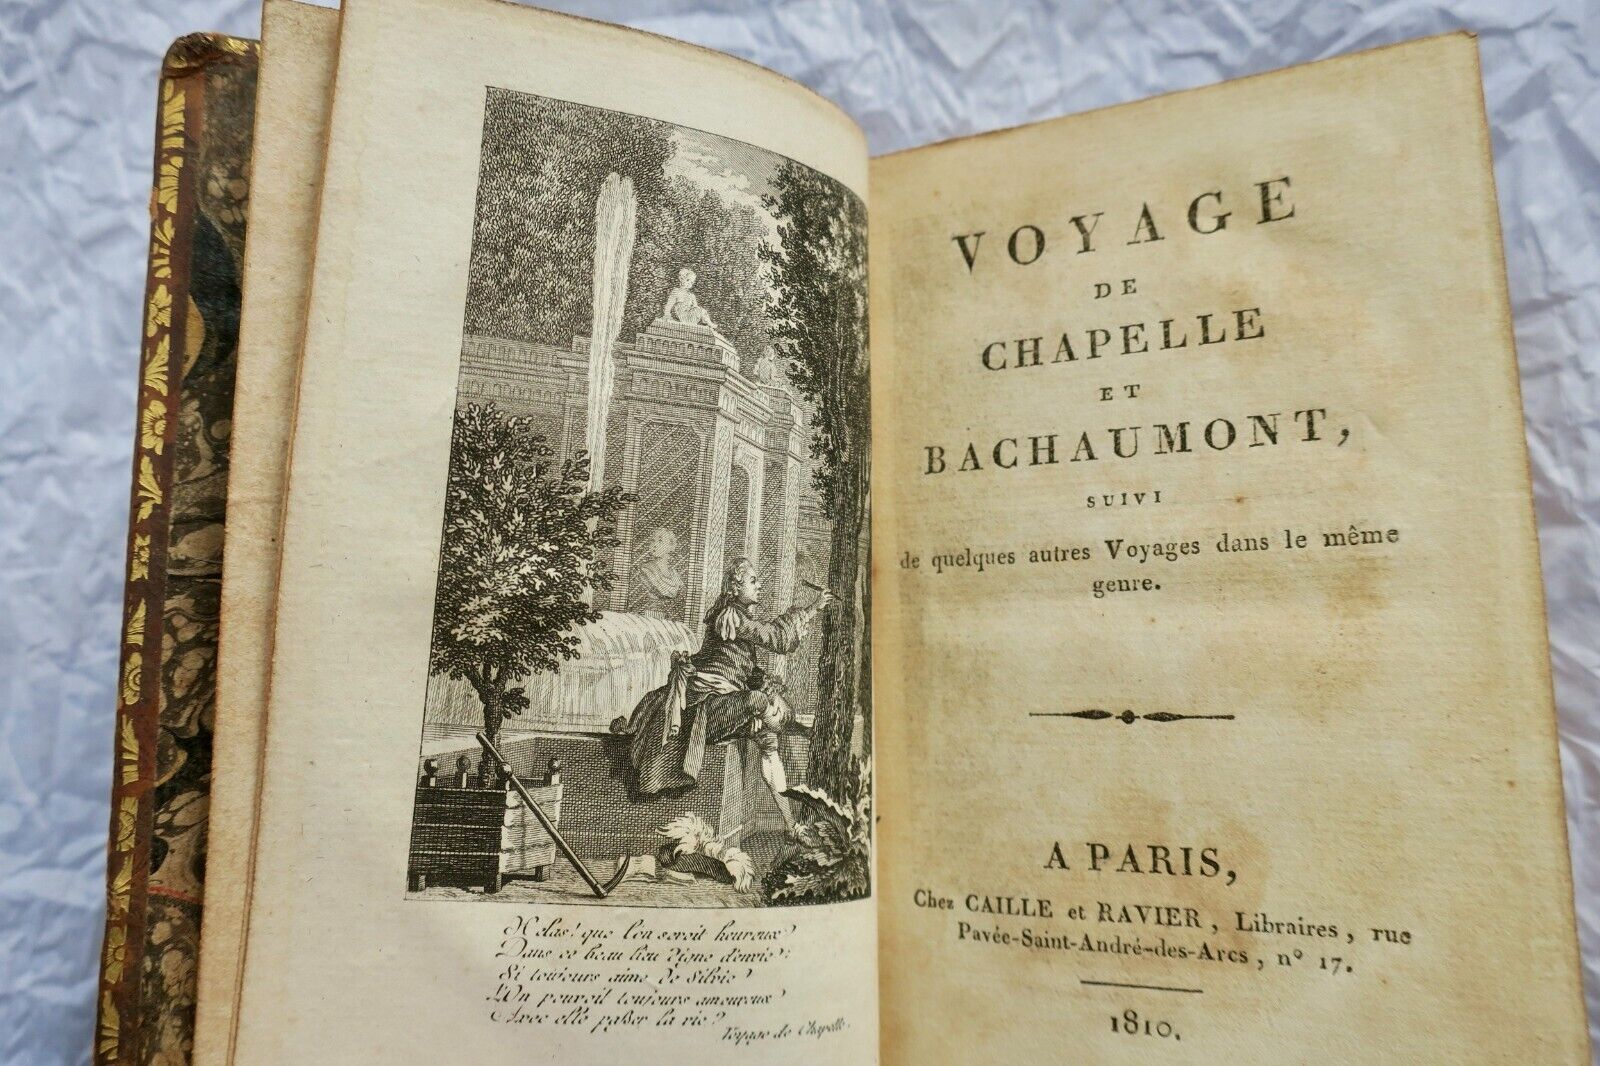 Helas! que l'on seroit heureux
Dans ce beau lieu digne d'envie
Si toujours aimé de Silvie
L'On pouvoit toujours amoureux
Avec elle passer la vie?
Voyage de Chapelle.
VOYAGE
DE
CHAPELLE
ET
BACHAUMONT,
SUIVI
de quelques autres Voyages dans le même
genre.
A PARIS,
Chez CAILLE et RAVIER, Libraires, rue
Pavée-Saint-André-des-Arcs, n° 17.
1810.